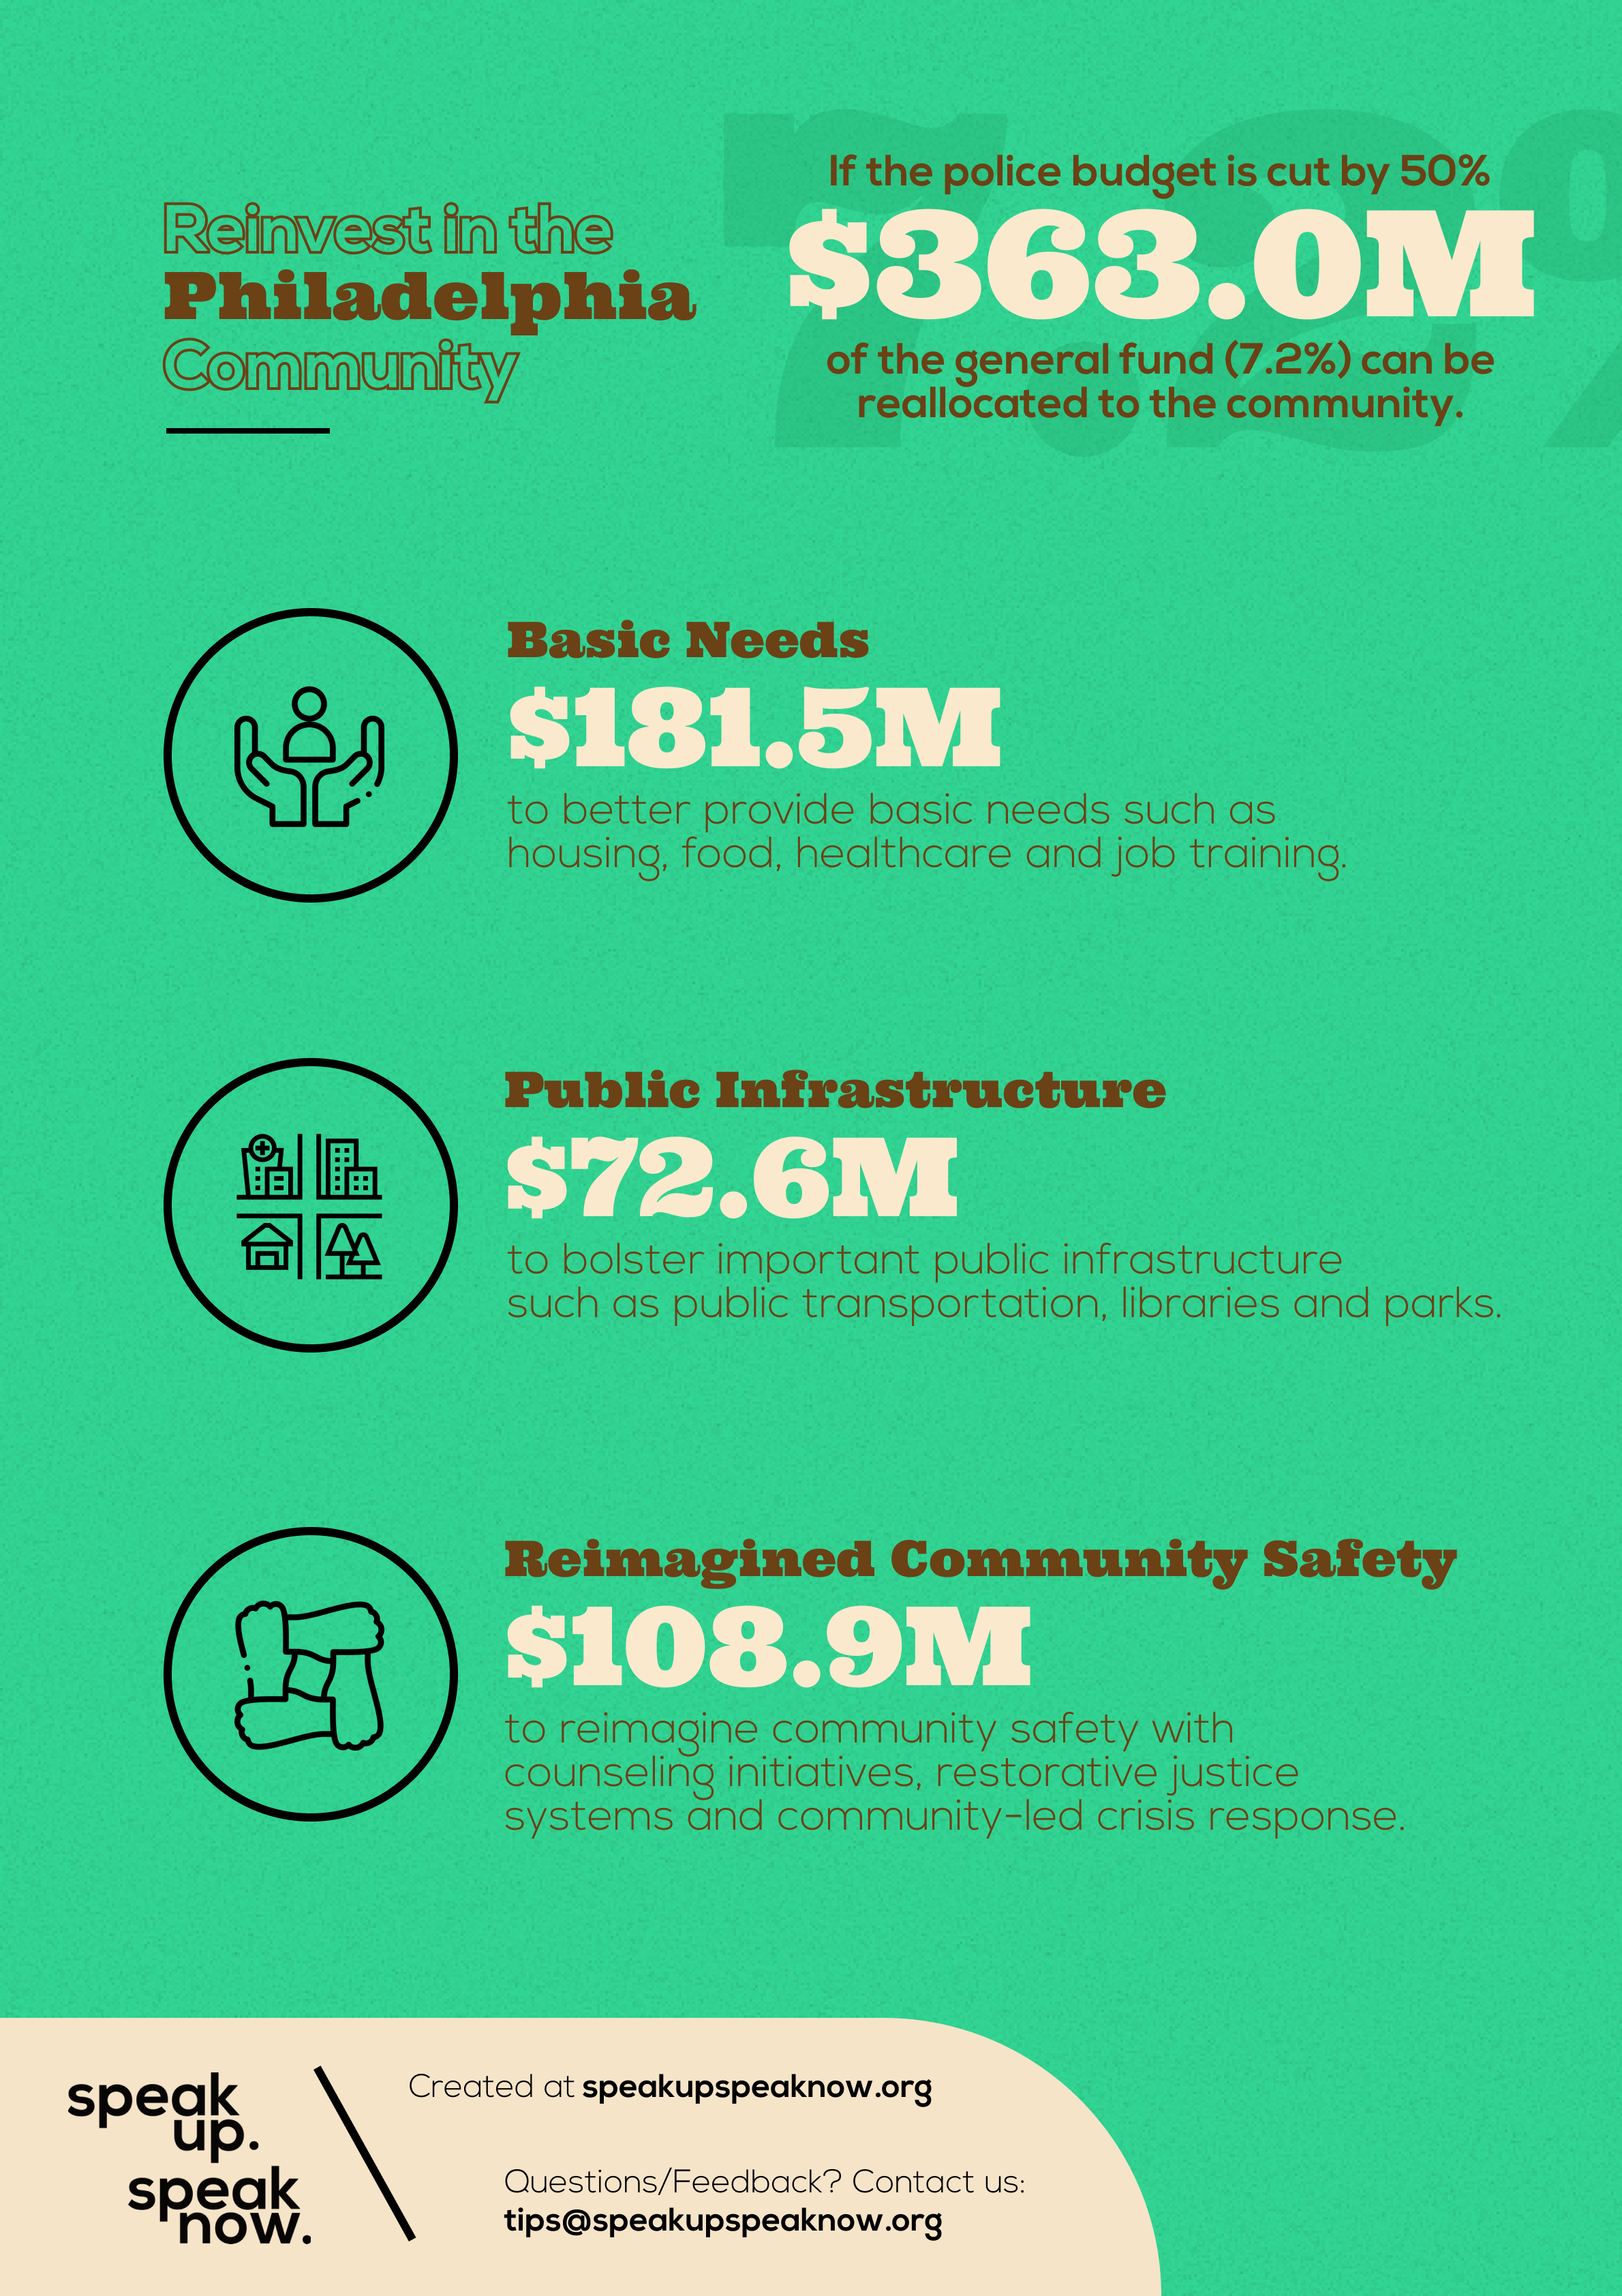 7.2%
Reinvest in the
Philadelphia
Community
If the police budget is cut by 50%
$363.0M
of the general fund (7.2%) can be
reallocated to the community.
Basic Needs
$181.5M
to better provide basic needs such as
housing, food, healthcare and job training.
Public Infrastructure
$72.6M
to bolster important public infrastructure
such as public transportation, libraries and parks.
Reimagined Community Safety
$108.9M
to reimagine community safety with
counseling initiatives, restorative justice
systems and community-led crisis response.
speak
up.
speak
now.
Created at speakupspeaknow.org
Questions/Feedback? Contact us:
tips@speakupspeaknow.org